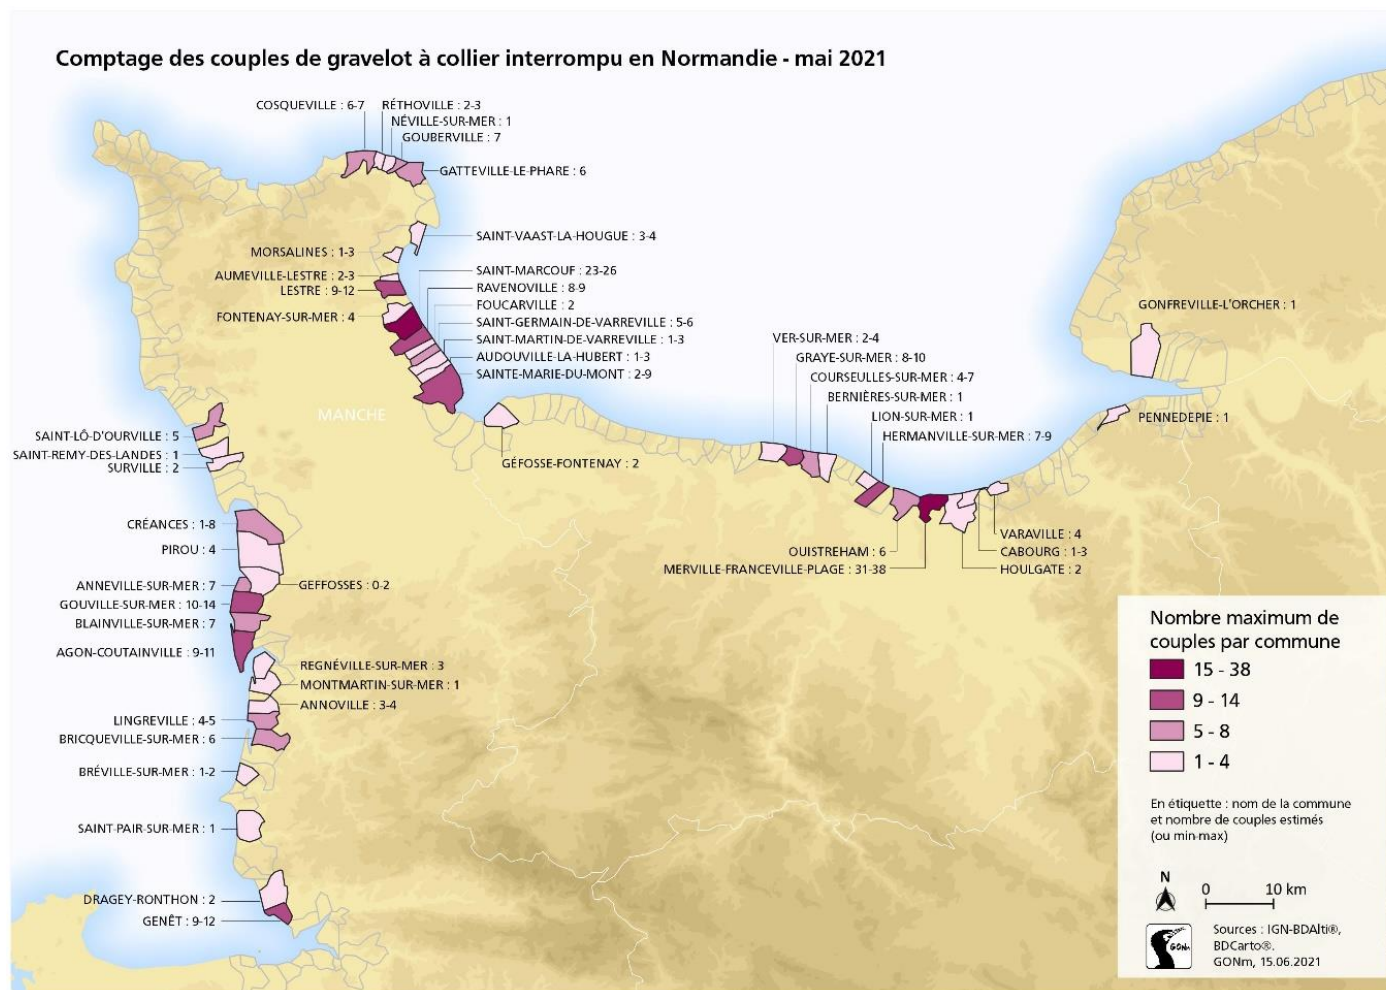 Comptage des couples de gravelot à collier interrompu en Normandie - mai 2021
COSQUEVILLE : 6-7
RÉTHOVILLE : 2-3
NÉVILLE-SUR-MER : 1
GOUBERVILLE : 7
GATTEVILLE-LE-PHARE : 6
SAINT-VAAST-LA-HOUGUE : 3-4
MORSALINES : 1-3
AUMEVILLE-LESTRE : 2-3
LESTRE : 9-12
FONTENAY-SUR-MER : 4
SAINT-MARCOUF : 23-26
RAVENOVILLE : 8-9
FOUCARVILLE : 2
SAINT-GERMAIN-DE-VARREVILLE : 5-6
SAINT-MARTIN-DE-VARREVILLE : 1-3
AUDOUVILLE-LA-HUBERT : 1-3
SAINTE-MARIE-DU-MONT : 2-9
MANCHE
GÉFOSSE-FONTENAY : 2
VER-SUR-MER : 2-4
GRAYE-SUR-MER : 8-10
COURSEULLES-SUR-MER : 4-7
BERNIÈRES-SUR-MER : 1
LION-SUR-MER : 1
HERMANVILLE-SUR-MER : 7-9
GONFREVILLE-L'ORCHER : 1
PENNEDEPIE : 1
OUISTREHAM : 6
MERVILLE-FRANCEVILLE-PLAGE : 31-38
VARAVILLE : 4
CABOURG : 1-3
HOULGATE : 2
SAINT-LÔ-D'OURVILLE : 5
SAINT-REMY-DES-LANDES : 1
SURVILLE : 2
CRÉANCES : 1-8
PIROU : 4
GEFFOSSES : 0-2
ANNEVILLE-SUR-MER : 7
GOUVILLE-SUR-MER : 10-14
BLAINVILLE-SUR-MER : 7
AGON-COUTAINVILLE : 9-11
REGNÉVILLE-SUR-MER : 3
MONTMARTIN-SUR-MER : 1
ANNOVILLE : 3-4
LINGREVILLE : 4-5
BRICQUEVILLE-SUR-MER : 6
BRÉVILLE-SUR-MER : 1-2
SAINT-PAIR-SUR-MER : 1
DRAGEY-RONTHON : 2
GENÊT : 9-12
Nombre maximum de
couples par commune
15 - 38
9 - 14
5 - 8
1 - 4
En étiquette : nom de la commune
et nombre de couples estimés
(ou min-max)
N
0 10 km
GONm
Sources : IGN-BDAlti®,
BDCarto®.
GONm, 15.06.2021